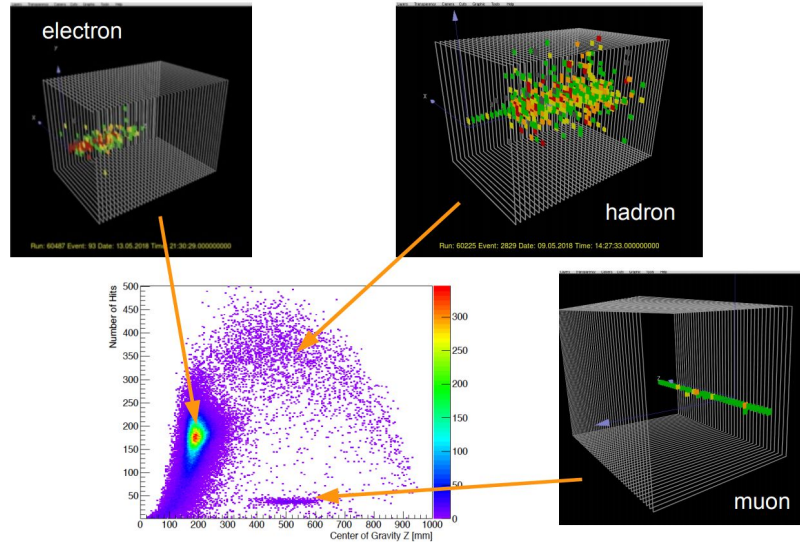 electron
Run: 60487 Event: 93 Date: 13.05.2018 Time: 21:30:29.000000000
hadron
Run: 60225 Event: 2829 Date: 09.05.2018 Time: 14:27:33.000000000
Number of Hits
500
450
400
350
300
250
200
150
100
50
0 100 200 300 400 500 600 700 800 900 1000
Center of Gravity Z [mm]
300
250
200
150
100
50
0
muon